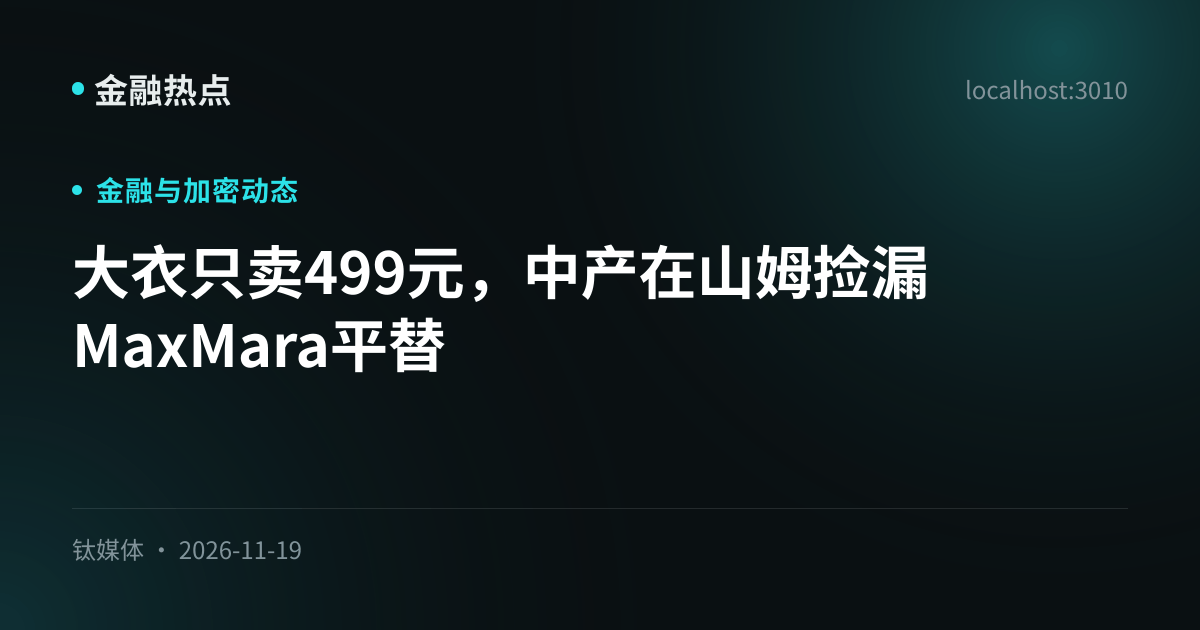 金融热点
localhost:3010
金融与加密动态
大衣只卖499元，中产在山姆捡漏
MaxMara平替
钛媒体 · 2026-11-19